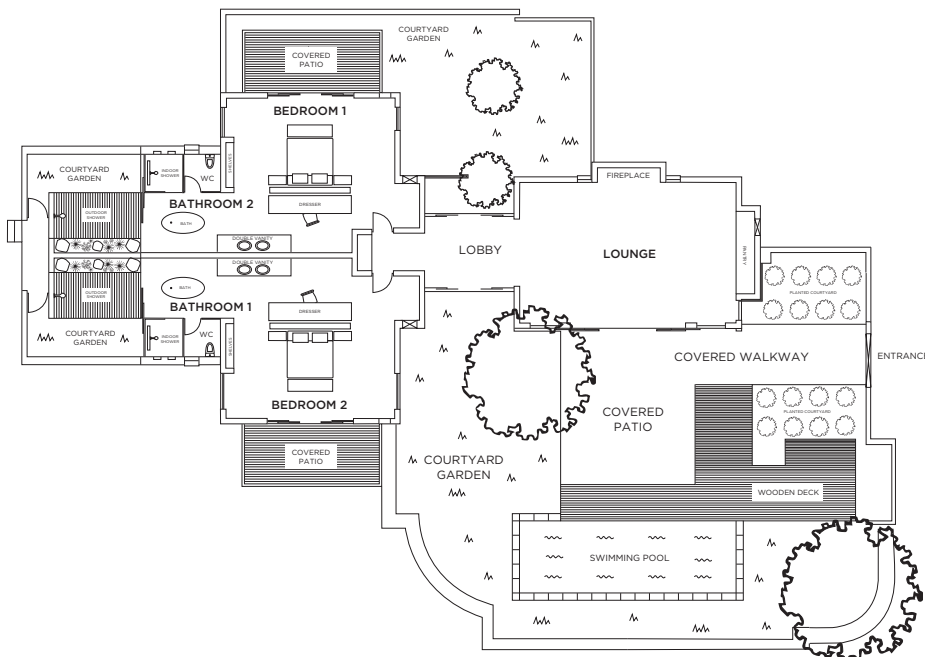 COURTYARD
GARDEN
COVERED
PATIO
BEDROOM 1
COURTYARD
GARDEN
INDOOR
SHOWER
WC
SHELVES
FIREPLACE
BATHROOM 2
DRESSER
OUTDOOR
SHOWER
BATH
DOUBLE VANITY
LOBBY
LOUNGE
DOUBLE VANITY
OUTDOOR
SHOWER
BATH
PLANTED COURTYARD
BATHROOM 1
DRESSER
COURTYARD
GARDEN
INDOOR
SHOWER
WC
SHELVES
COVERED WALKWAY
ENTRANCE
BEDROOM 2
COVERED
PATIO
PLANTED COURTYARD
COVERED
PATIO
COURTYARD
GARDEN
WOODEN DECK
SWIMMING POOL